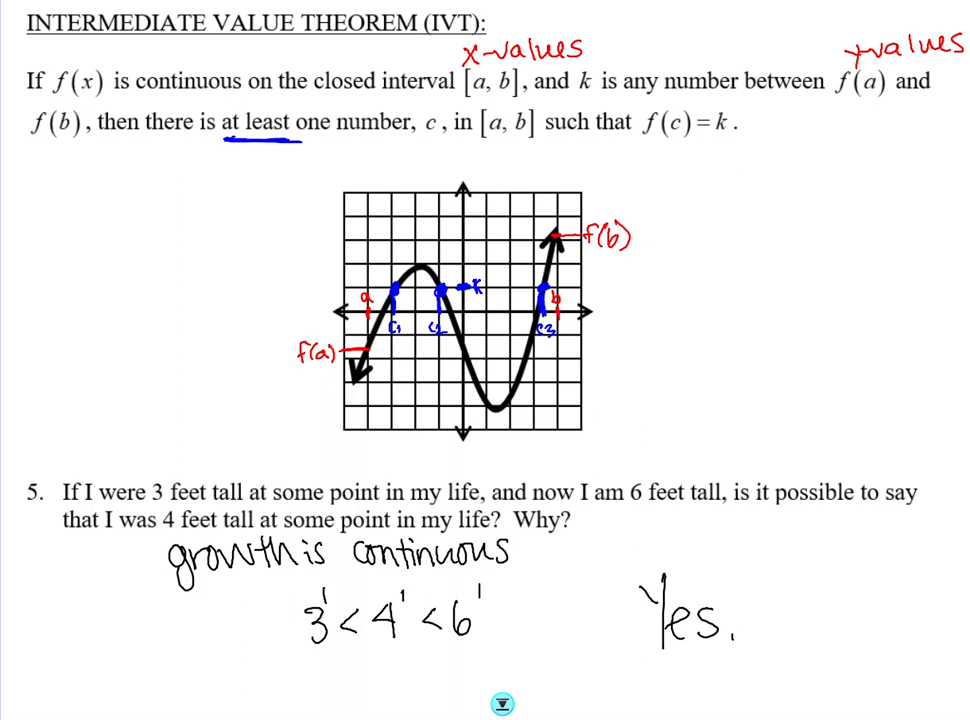 INTERMEDIATE VALUE THEOREM (IVT):
x-values
y-values
If f(x) is continuous on the closed interval [a, b], and k is any number between f(a) and
f(b), then there is at least one number, c, in [a, b] such that f(c) = k.
f(b)
a
k
b
c1
c2
c3
f(a)
5. If I were 3 feet tall at some point in my life, and now I am 6 feet tall, is it possible to say
that I was 4 feet tall at some point in my life? Why?
growth is continuous
3' < 4' < 6'
Yes.